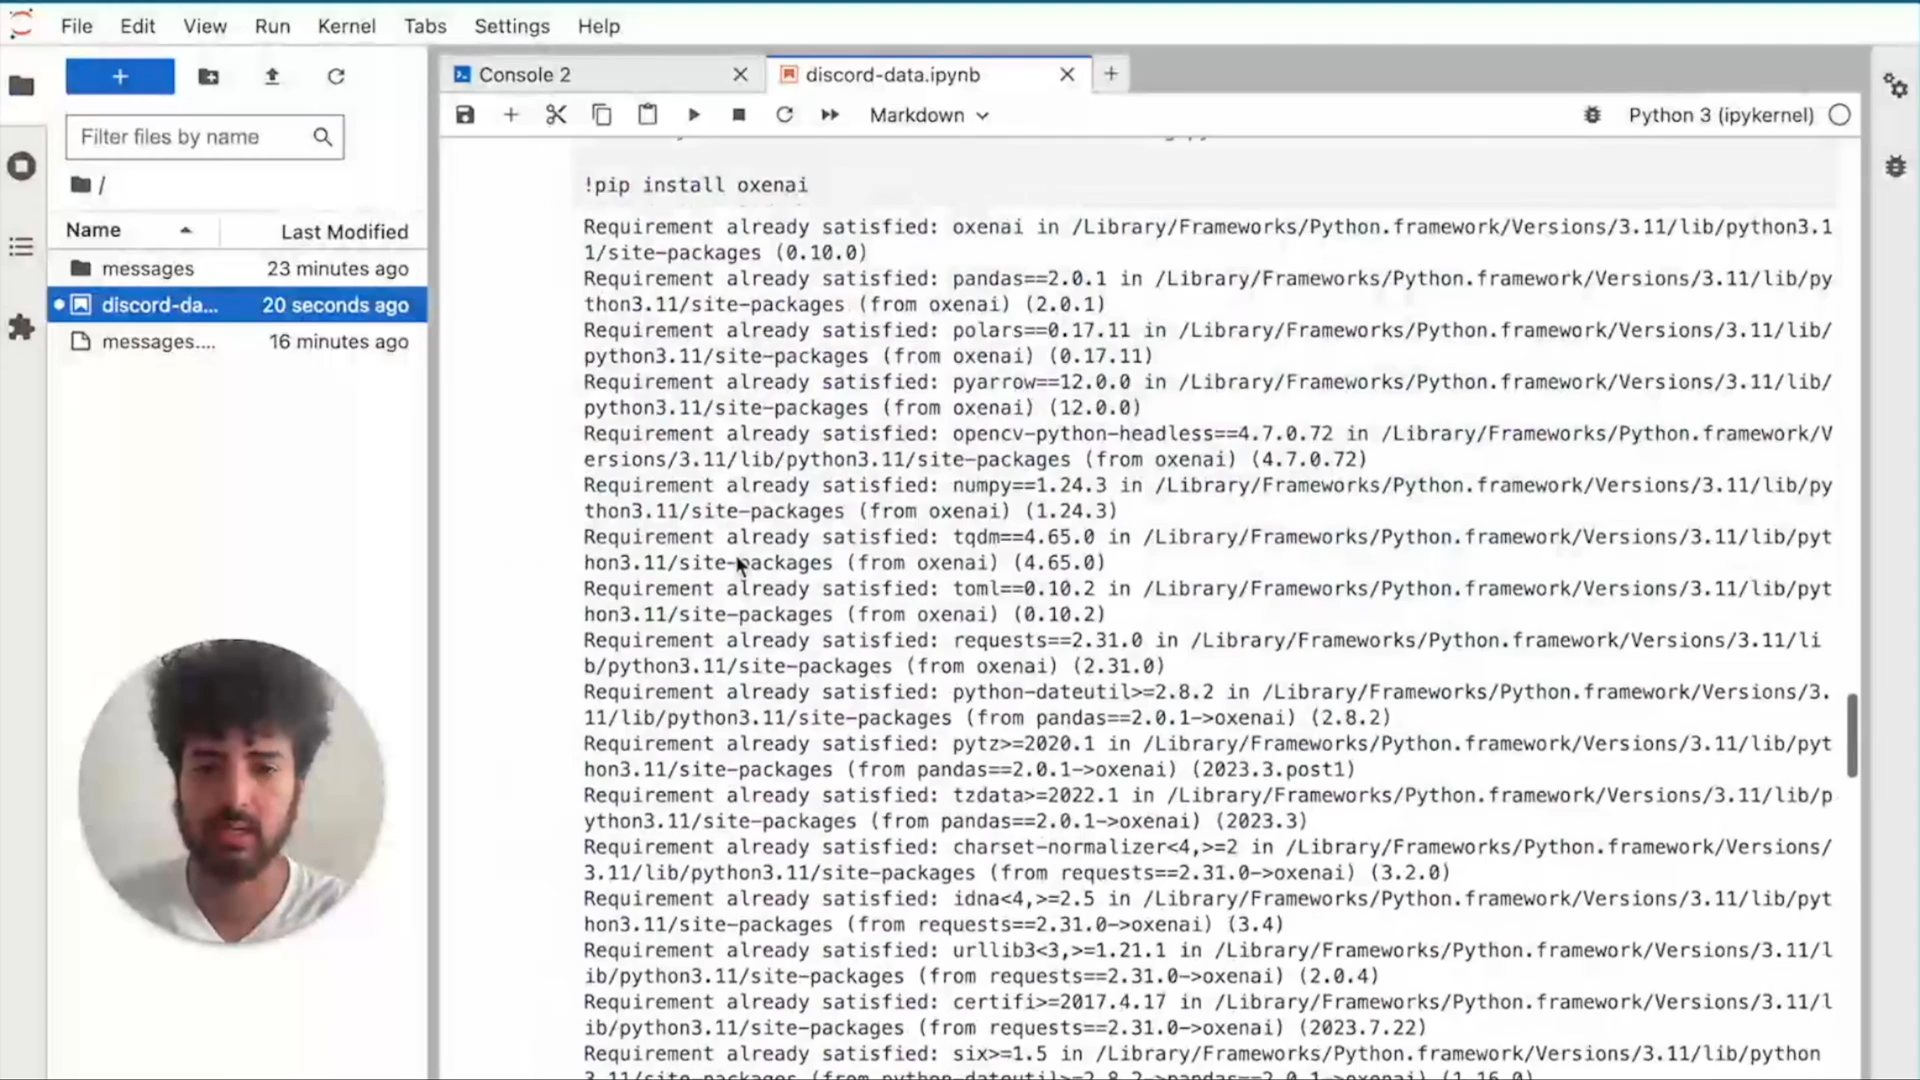 File Edit View Run Kernel Tabs Settings Help
Console 2
discord-data.ipynb
Filter files by name
Markdown
Python 3 (ipykernel)
/
Name Last Modified
messages 23 minutes ago
discord-da... 20 seconds ago
messages.... 16 minutes ago
!pip install oxenai
Requirement already satisfied: oxenai in /Library/Frameworks/Python.framework/Versions/3.11/lib/python3.1
1/site-packages (0.10.0)
Requirement already satisfied: pandas==2.0.1 in /Library/Frameworks/Python.framework/Versions/3.11/lib/py
thon3.11/site-packages (from oxenai) (2.0.1)
Requirement already satisfied: polars==0.17.11 in /Library/Frameworks/Python.framework/Versions/3.11/lib/
python3.11/site-packages (from oxenai) (0.17.11)
Requirement already satisfied: pyarrow==12.0.0 in /Library/Frameworks/Python.framework/Versions/3.11/lib/
python3.11/site-packages (from oxenai) (12.0.0)
Requirement already satisfied: opencv-python-headless==4.7.0.72 in /Library/Frameworks/Python.framework/V
ersions/3.11/lib/python3.11/site-packages (from oxenai) (4.7.0.72)
Requirement already satisfied: numpy==1.24.3 in /Library/Frameworks/Python.framework/Versions/3.11/lib/py
thon3.11/site-packages (from oxenai) (1.24.3)
Requirement already satisfied: tqdm==4.65.0 in /Library/Frameworks/Python.framework/Versions/3.11/lib/pyt
hon3.11/site-packages (from oxenai) (4.65.0)
Requirement already satisfied: toml==0.10.2 in /Library/Frameworks/Python.framework/Versions/3.11/lib/pyt
hon3.11/site-packages (from oxenai) (0.10.2)
Requirement already satisfied: requests==2.31.0 in /Library/Frameworks/Python.framework/Versions/3.11/li
b/python3.11/site-packages (from oxenai) (2.31.0)
Requirement already satisfied: python-dateutil>=2.8.2 in /Library/Frameworks/Python.framework/Versions/3.
11/lib/python3.11/site-packages (from pandas==2.0.1->oxenai) (2.8.2)
Requirement already satisfied: pytz>=2020.1 in /Library/Frameworks/Python.framework/Versions/3.11/lib/pyt
hon3.11/site-packages (from pandas==2.0.1->oxenai) (2023.3.post1)
Requirement already satisfied: tzdata>=2022.1 in /Library/Frameworks/Python.framework/Versions/3.11/lib/p
ython3.11/site-packages (from pandas==2.0.1->oxenai) (2023.3)
Requirement already satisfied: charset-normalizer<4,>=2 in /Library/Frameworks/Python.framework/Versions/
3.11/lib/python3.11/site-packages (from requests==2.31.0->oxenai) (3.2.0)
Requirement already satisfied: idna<4,>=2.5 in /Library/Frameworks/Python.framework/Versions/3.11/lib/pyt
hon3.11/site-packages (from requests==2.31.0->oxenai) (3.4)
Requirement already satisfied: urllib3<3,>=1.21.1 in /Library/Frameworks/Python.framework/Versions/3.11/l
ib/python3.11/site-packages (from requests==2.31.0->oxenai) (2.0.4)
Requirement already satisfied: certifi>=2017.4.17 in /Library/Frameworks/Python.framework/Versions/3.11/l
ib/python3.11/site-packages (from requests==2.31.0->oxenai) (2023.7.22)
Requirement already satisfied: six>=1.5 in /Library/Frameworks/Python.framework/Versions/3.11/lib/python
3.11/site-packages (from python-dateutil>=2.8.2->pandas==2.0.1->oxenai) (1.16.0)